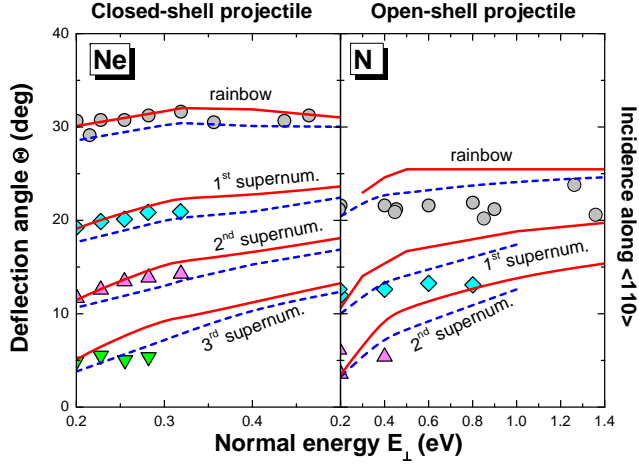 Closed-shell projectile Open-shell projectile
40
30
20
10
0
Deflection angle Θ (deg)
Ne
rainbow
1st supernum.
2nd supernum.
3rd supernum.
N
rainbow
1st supernum.
2nd supernum.
Incidence along <110>
0.2 0.3 0.4 0.2 0.4 0.6 0.8 1.0 1.2 1.4
Normal energy E⊥ (eV)